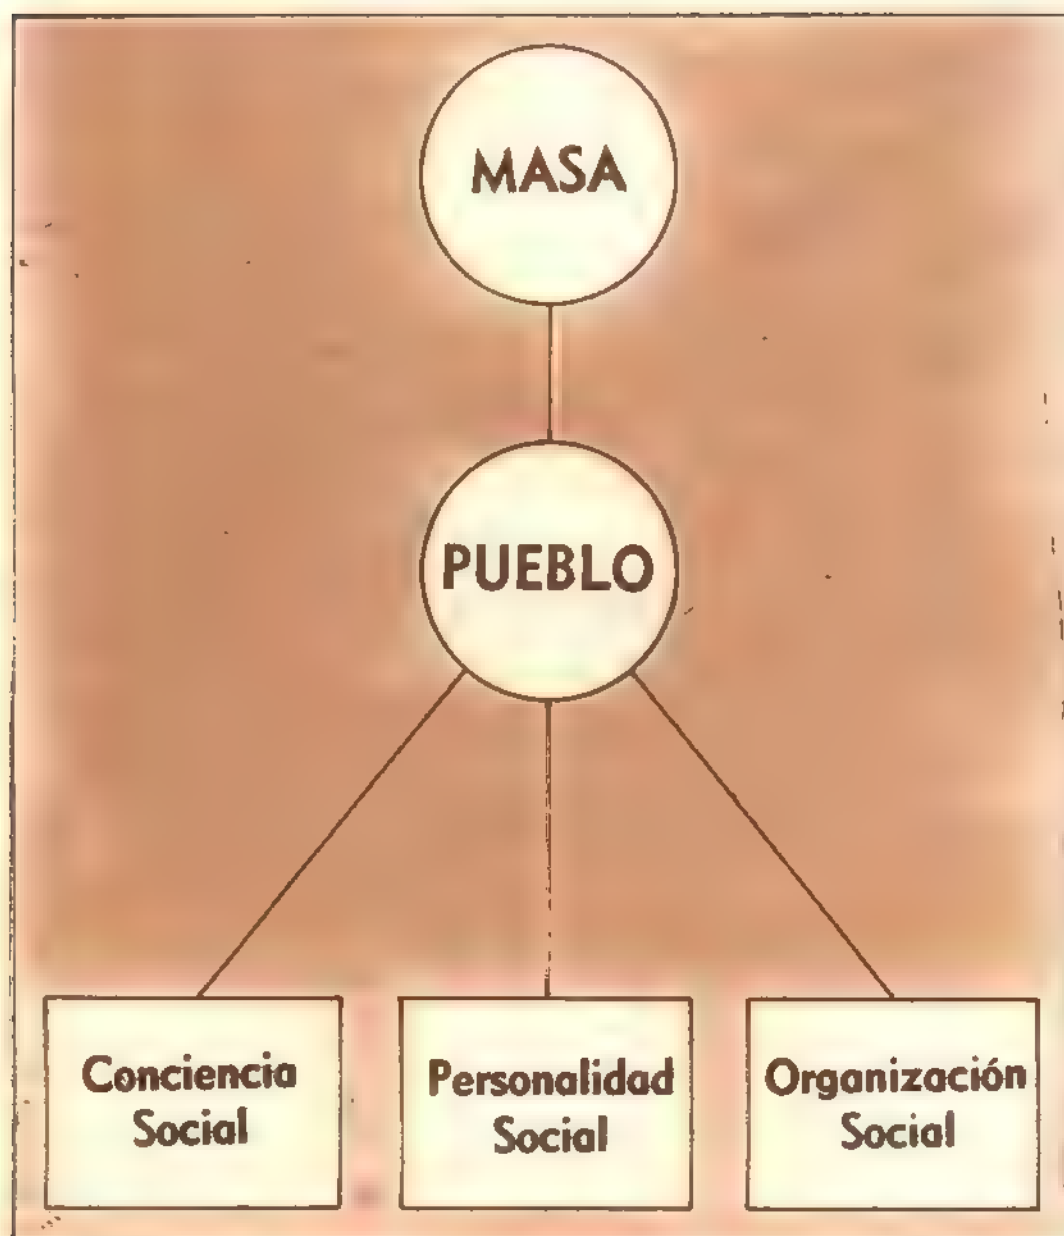 MASA
PUEBLO
Conciencia
Social
Personalidad
Social
Organización
Social